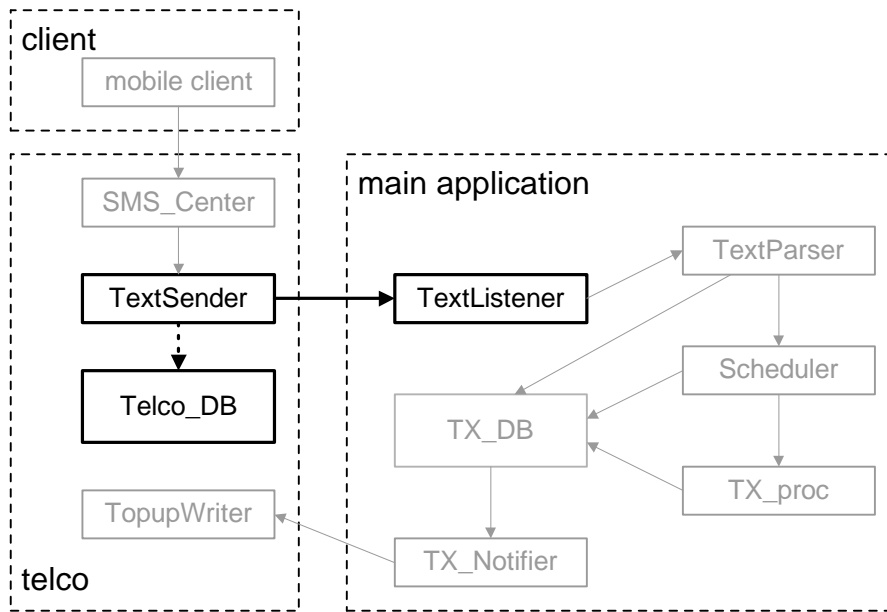 client
mobile client
SMS_Center
main application
TextParser
TextSender
TextListener
Scheduler
Telco_DB
TX_DB
TX_proc
TopupWriter
TX_Notifier
telco